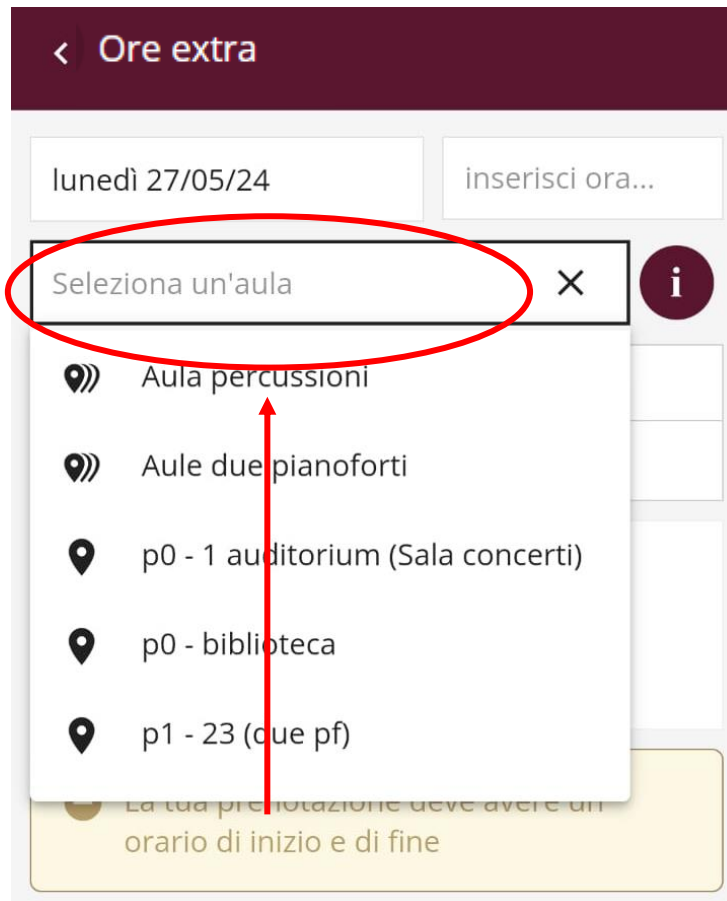 Ore extra
lunedì 27/05/24
inserisci ora...
Seleziona un'aula
i
Aula percussioni
Aule due pianoforti
p0 - 1 auditorium (Sala concerti)
p0 - biblioteca
p1 - 23 (due pf)
La tua prenotazione deve avere un
orario di inizio e di fine